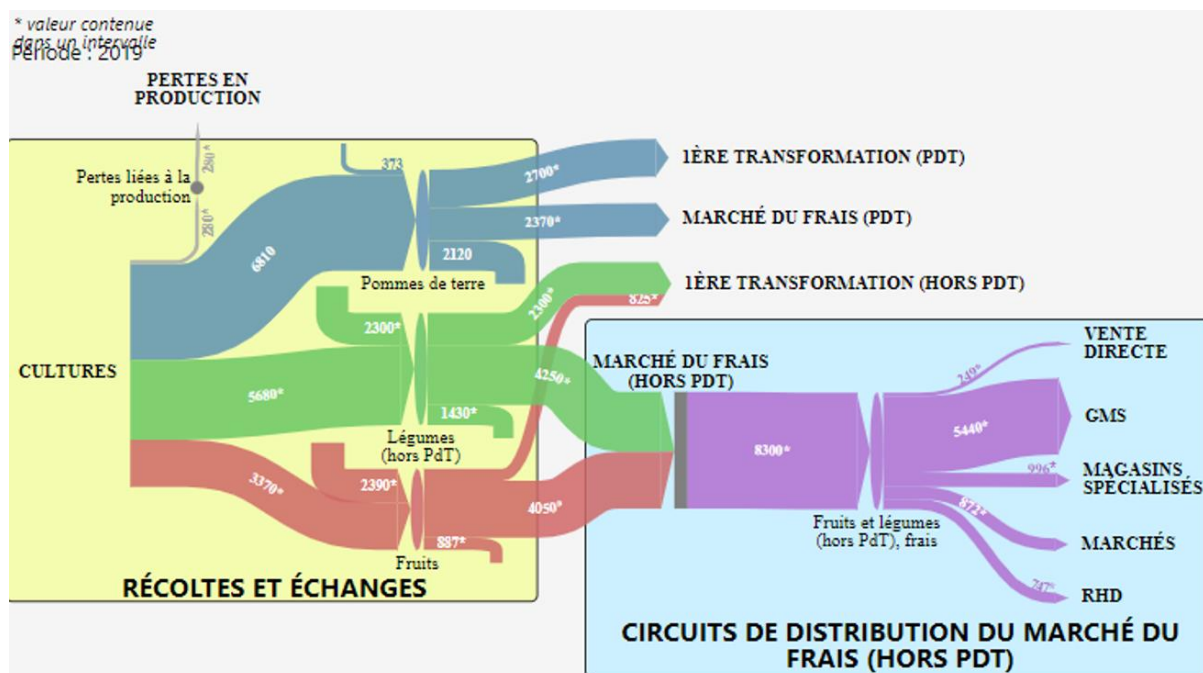 * valeur contenue
dans un intervalle
Période : 2019
PERTES EN
PRODUCTION
280*
Pertes liées à la
production
280*
373
6810
2700*
1ÈRE TRANSFORMATION (PDT)
2370*
MARCHÉ DU FRAIS (PDT)
2120
Pommes de terre
2300*
1ÈRE TRANSFORMATION (HORS PDT)
825*
2300*
CULTURES
5680*
4250*
1430*
Légumes
(hors PdT)
3370*
2390*
4050*
887*
Fruits
RÉCOLTES ET ÉCHANGES
MARCHÉ DU FRAIS
(HORS PDT)
8300*
Fruits et légumes
(hors PdT), frais
249*
VENTE
DIRECTE
5440*
GMS
996*
MAGASINS
SPÉCIALISÉS
872*
MARCHÉS
747*
RHD
CIRCUITS DE DISTRIBUTION DU MARCHÉ DU
FRAIS (HORS PDT)